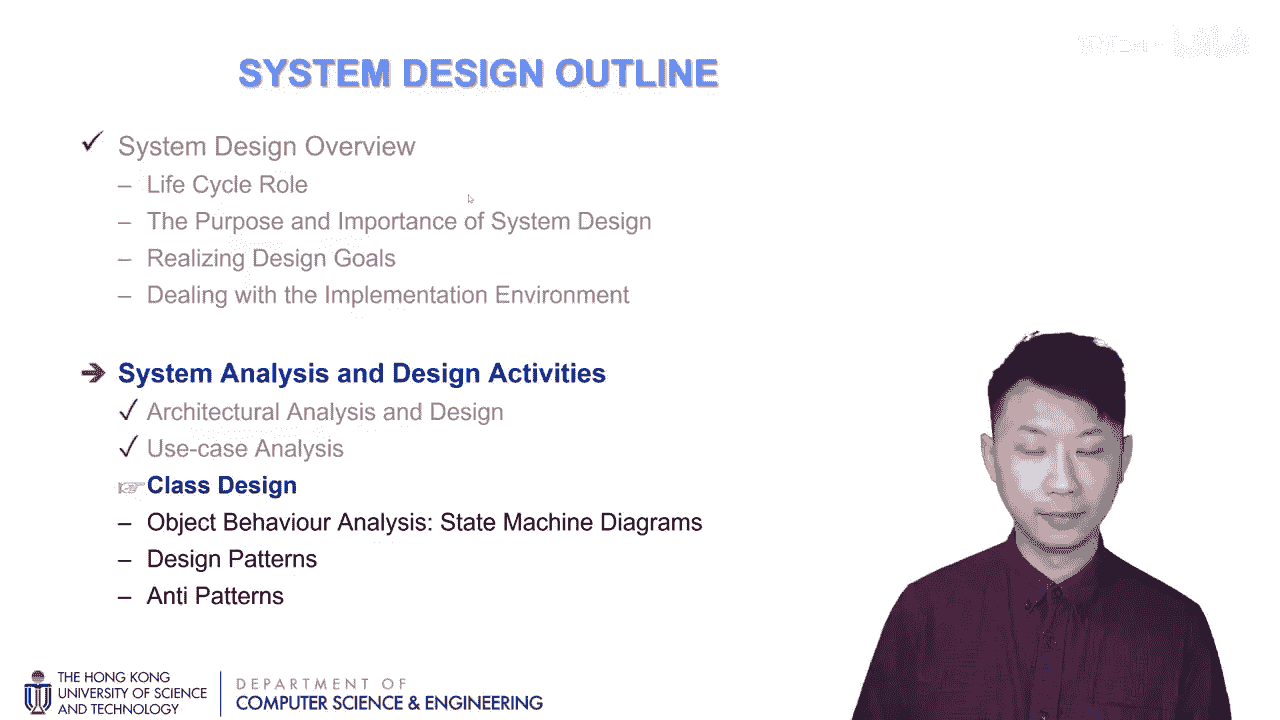 SYSTEM DESIGN OUTLINE
✓ System Design Overview
– Life Cycle Role
– The Purpose and Importance of System Design
– Realizing Design Goals
– Dealing with the Implementation Environment
➔ System Analysis and Design Activities
✓ Architectural Analysis and Design
✓ Use-case Analysis
☞ Class Design
– Object Behaviour Analysis: State Machine Diagrams
– Design Patterns
– Anti Patterns
THE HONG KONG
UNIVERSITY OF SCIENCE
AND TECHNOLOGY
DEPARTMENT OF
COMPUTER SCIENCE & ENGINEERING